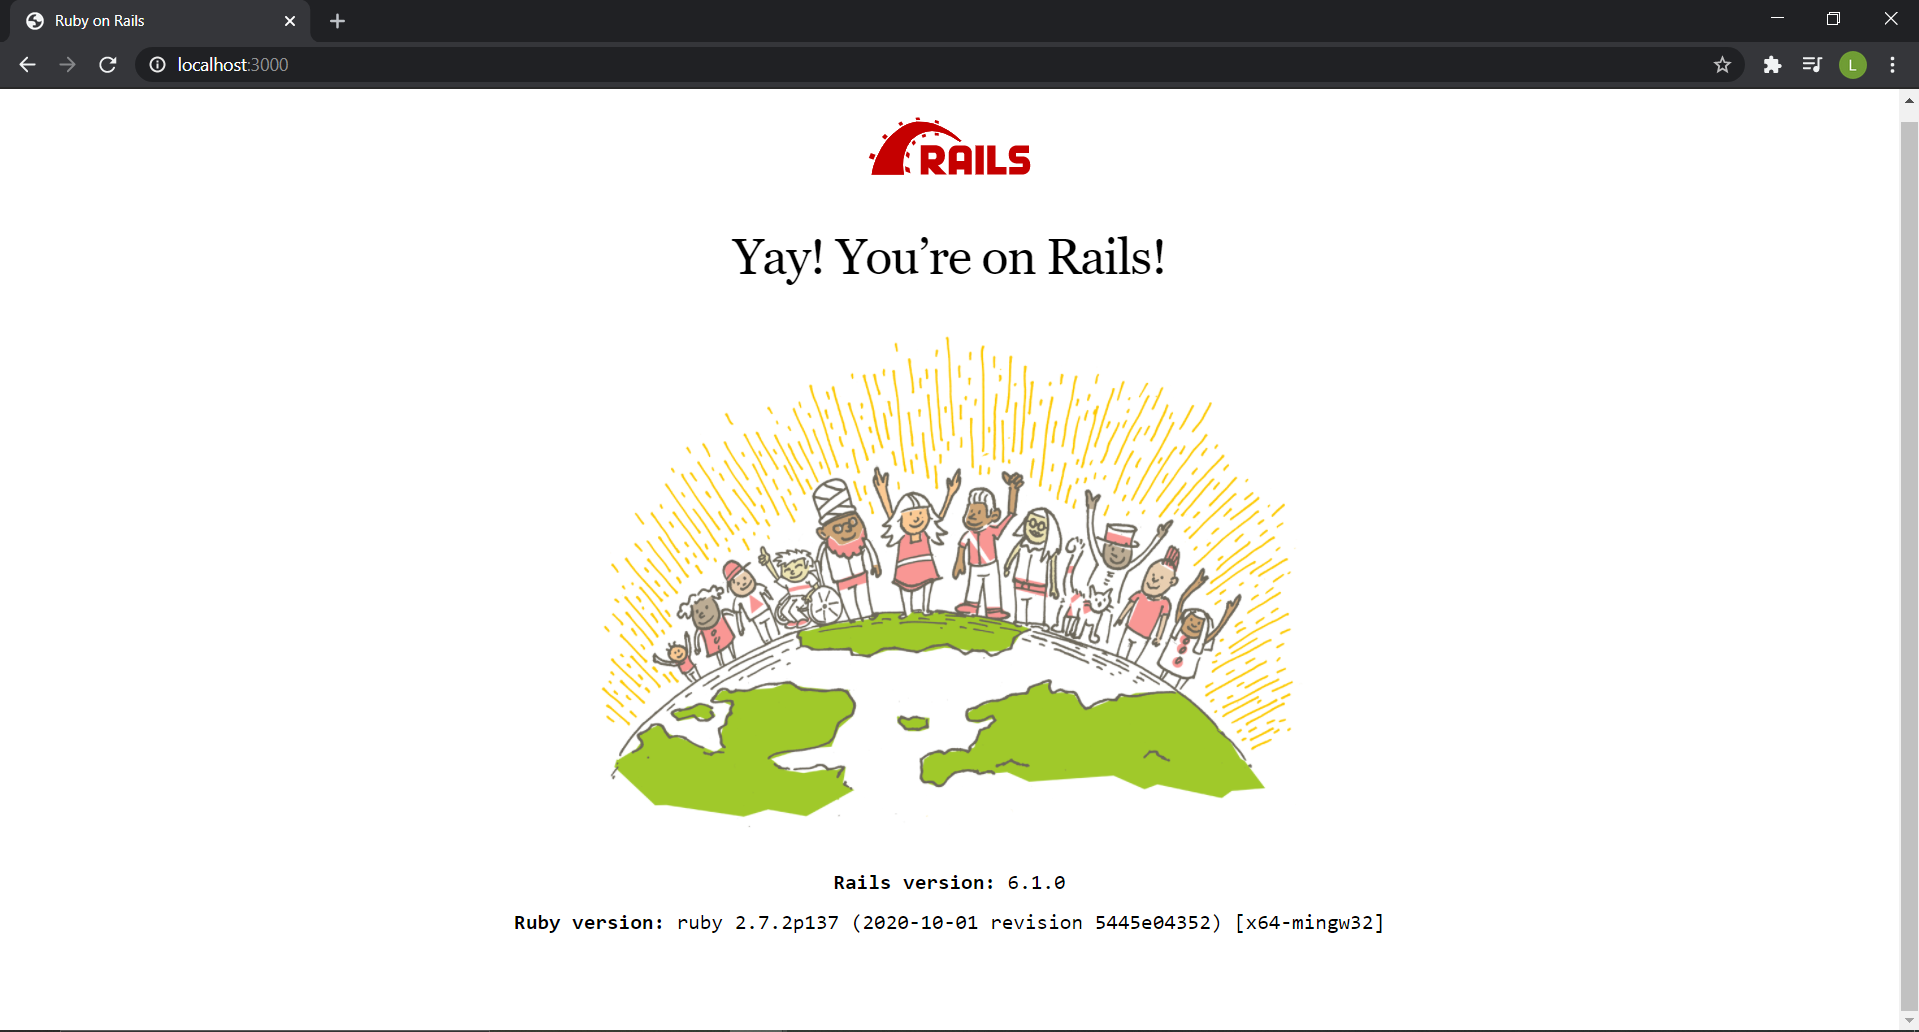 Ruby on Rails
localhost:3000
L
RAILS
Yay! You’re on Rails!
Rails version: 6.1.0
Ruby version: ruby 2.7.2p137 (2020-10-01 revision 5445e04352) [x64-mingw32]